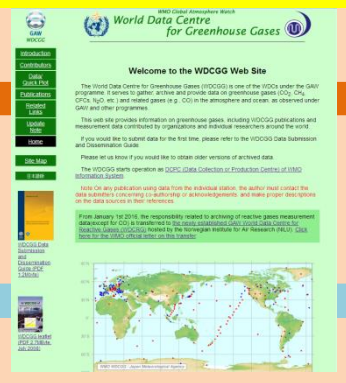 WMO Global Atmosphere Watch
World Data Centre
for Greenhouse Gases
GAW
WDCGG
Introduction
Contributors
Data/
Quick Plot
Publications
Related
Links
Update
Note
Home
Site Map
WDCGG Data
Submission
and
Dissemination
Guide (PDF
WDCGG leaflet
Welcome to the WDCGG Web Site
The World Data Centre for Greenhouse Gases (WDCGG) is one of the WDCs under the GAW
programme. It serves to gather, archive and provide data on greenhouse gases (CO2, CH4,
CFCs, N2O, etc.) and related gases (e.g. CO) in the atmosphere and ocean, as observed under
GAW and other programmes.
This web site provides information on greenhouse gases, including WDCGG publications and
measurement data contributed by organizations and individual researchers around the world.
If you would like to submit data for the first time, please refer to the WDCGG Data Submission
and Dissemination Guide
Please let us know if you would like to obtain older versions of archived data.
The WDCGG starts operation as DCPC (Data Collection or Production Centre) of WMO
Information System.
Note On any publication using data from the individual station, the author must contact the
data submitters concerning co-authorship or acknowledgements, and make proper descriptions
on the data sources in their references.
From January 1st 2016, the responsibility related to archiving of reactive gases measurement
data(except for CO) is transferred to the newly established GAW World Data Centre for
Reactive Gases (WDCRG) hosted by the Norwegian Institute for Air Research (NILU). Click
here for the WMO official letter on this transfer.